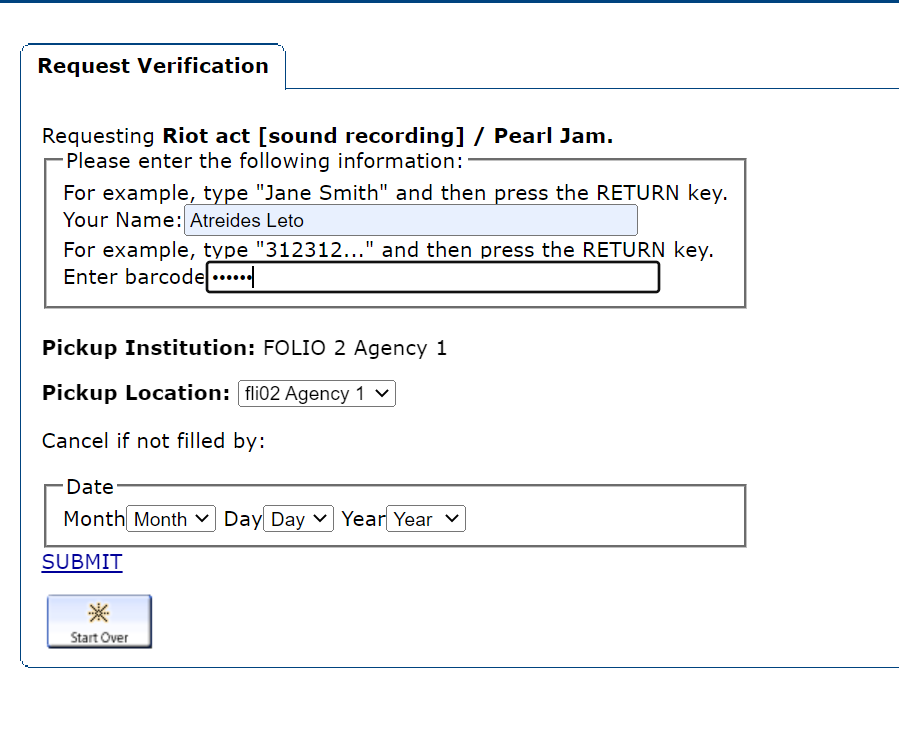 Request Verification
Requesting Riot act [sound recording] / Pearl Jam.
Please enter the following information:
For example, type "Jane Smith" and then press the RETURN key.
Your Name: Atreides Leto
For example, type "312312..." and then press the RETURN key.
Enter barcode ••••••
Pickup Institution: FOLIO 2 Agency 1
Pickup Location: fli02 Agency 1
Cancel if not filled by:
Date
Month Month Day Day Year Year
SUBMIT
Start Over